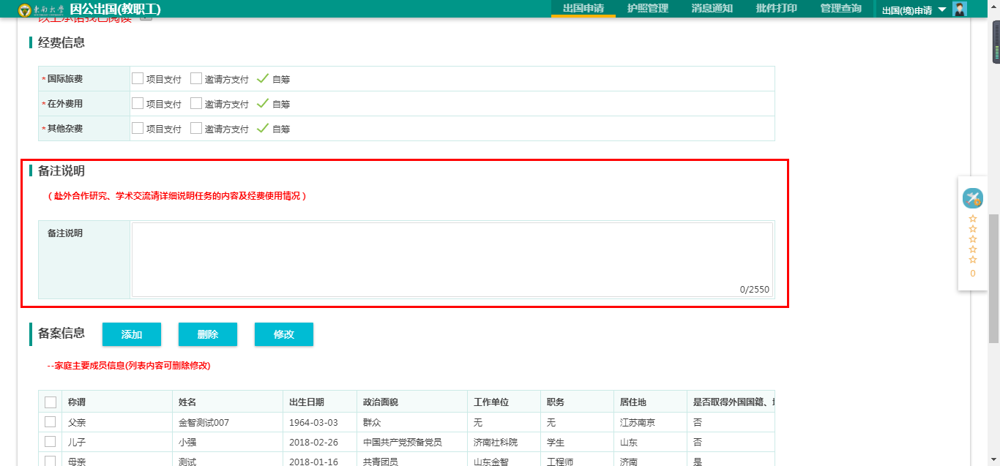 东南大学 因公出国(教职工) 出国申请 护照管理 消息通知 批件打印 管理查询 出国(境)申请
以上承诺我已阅读
经费信息
*国际旅费 项目支付 邀请方支付 自筹
*在外费用 项目支付 邀请方支付 自筹
*其他杂费 项目支付 邀请方支付 自筹
备注说明
（赴外合作研究、学术交流请详细说明任务的内容及经费使用情况）
备注说明
0/2550
0
备案信息 添加 删除 修改
--家庭主要成员信息(列表内容可删除修改)
称谓 姓名 出生日期 政治面貌 工作单位 职务 居住地 是否取得外国国籍、
父亲 金智测试007 1964-03-03 群众 无 无 江苏南京 否
儿子 小强 2018-02-26 中国共产党预备党员 济南社科院 学生 山东 否
母亲 测试 2018-01-16 共青团员 山东金智 工程师 济南 是